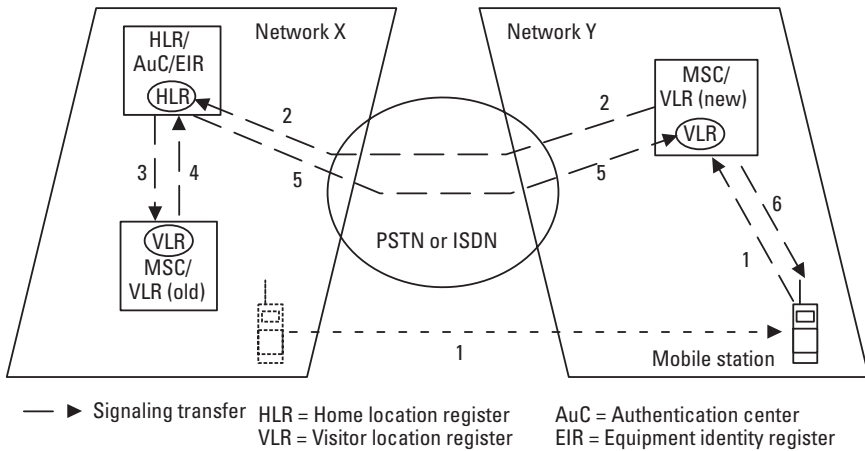 Network X
Network Y
HLR/
AuC/EIR
HLR
MSC/
VLR (new)
VLR
2
2
3
4
5
5
6
1
VLR
MSC/
VLR (old)
PSTN or ISDN
1
Mobile station
Signaling transfer
HLR = Home location register
AuC = Authentication center
VLR = Visitor location register
EIR = Equipment identity register